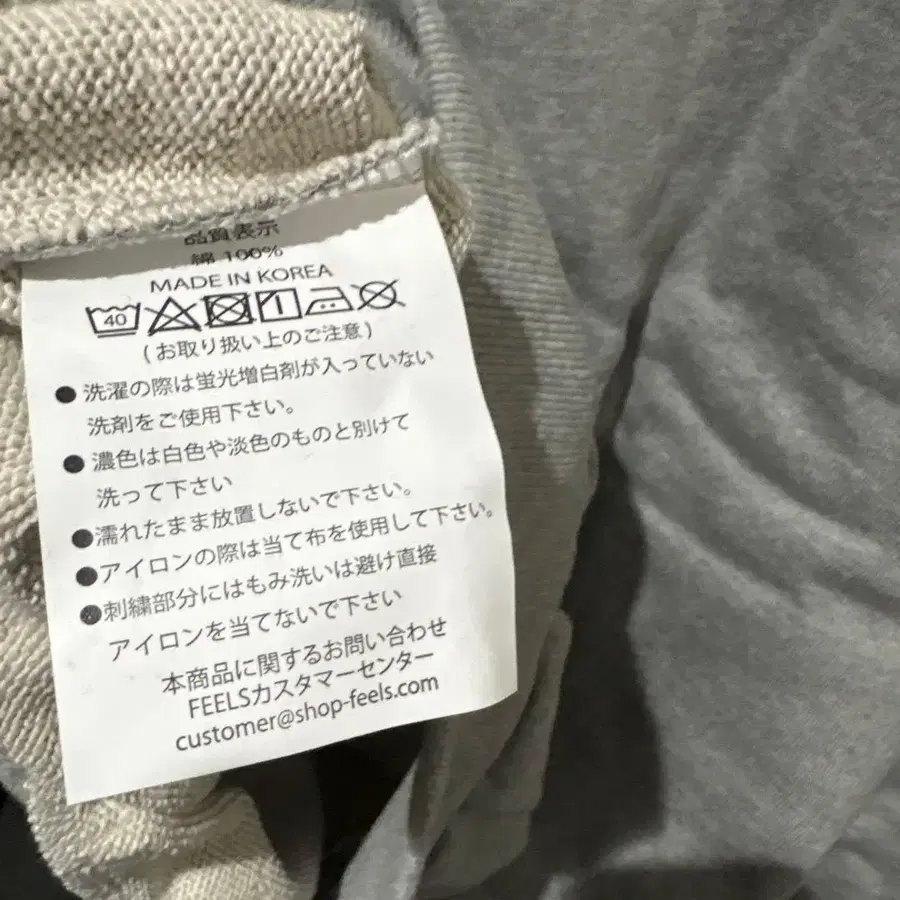 品質表示
綿 100%
MADE IN KOREA
40
(お取り扱い上のご注意)
●洗濯の際は蛍光増白剤が入っていない
洗剤をご使用下さい。
●濃色は白色や淡色のものと別けて
洗って下さい
●濡れたまま放置しないで下さい。
●アイロンの際は当て布を使用して下さい。
●刺繍部分にはもみ洗いは避け直接
アイロンを当てないで下さい
本商品に関するお問い合わせ
FEELSカスタマーセンター
customer@shop-feels.com